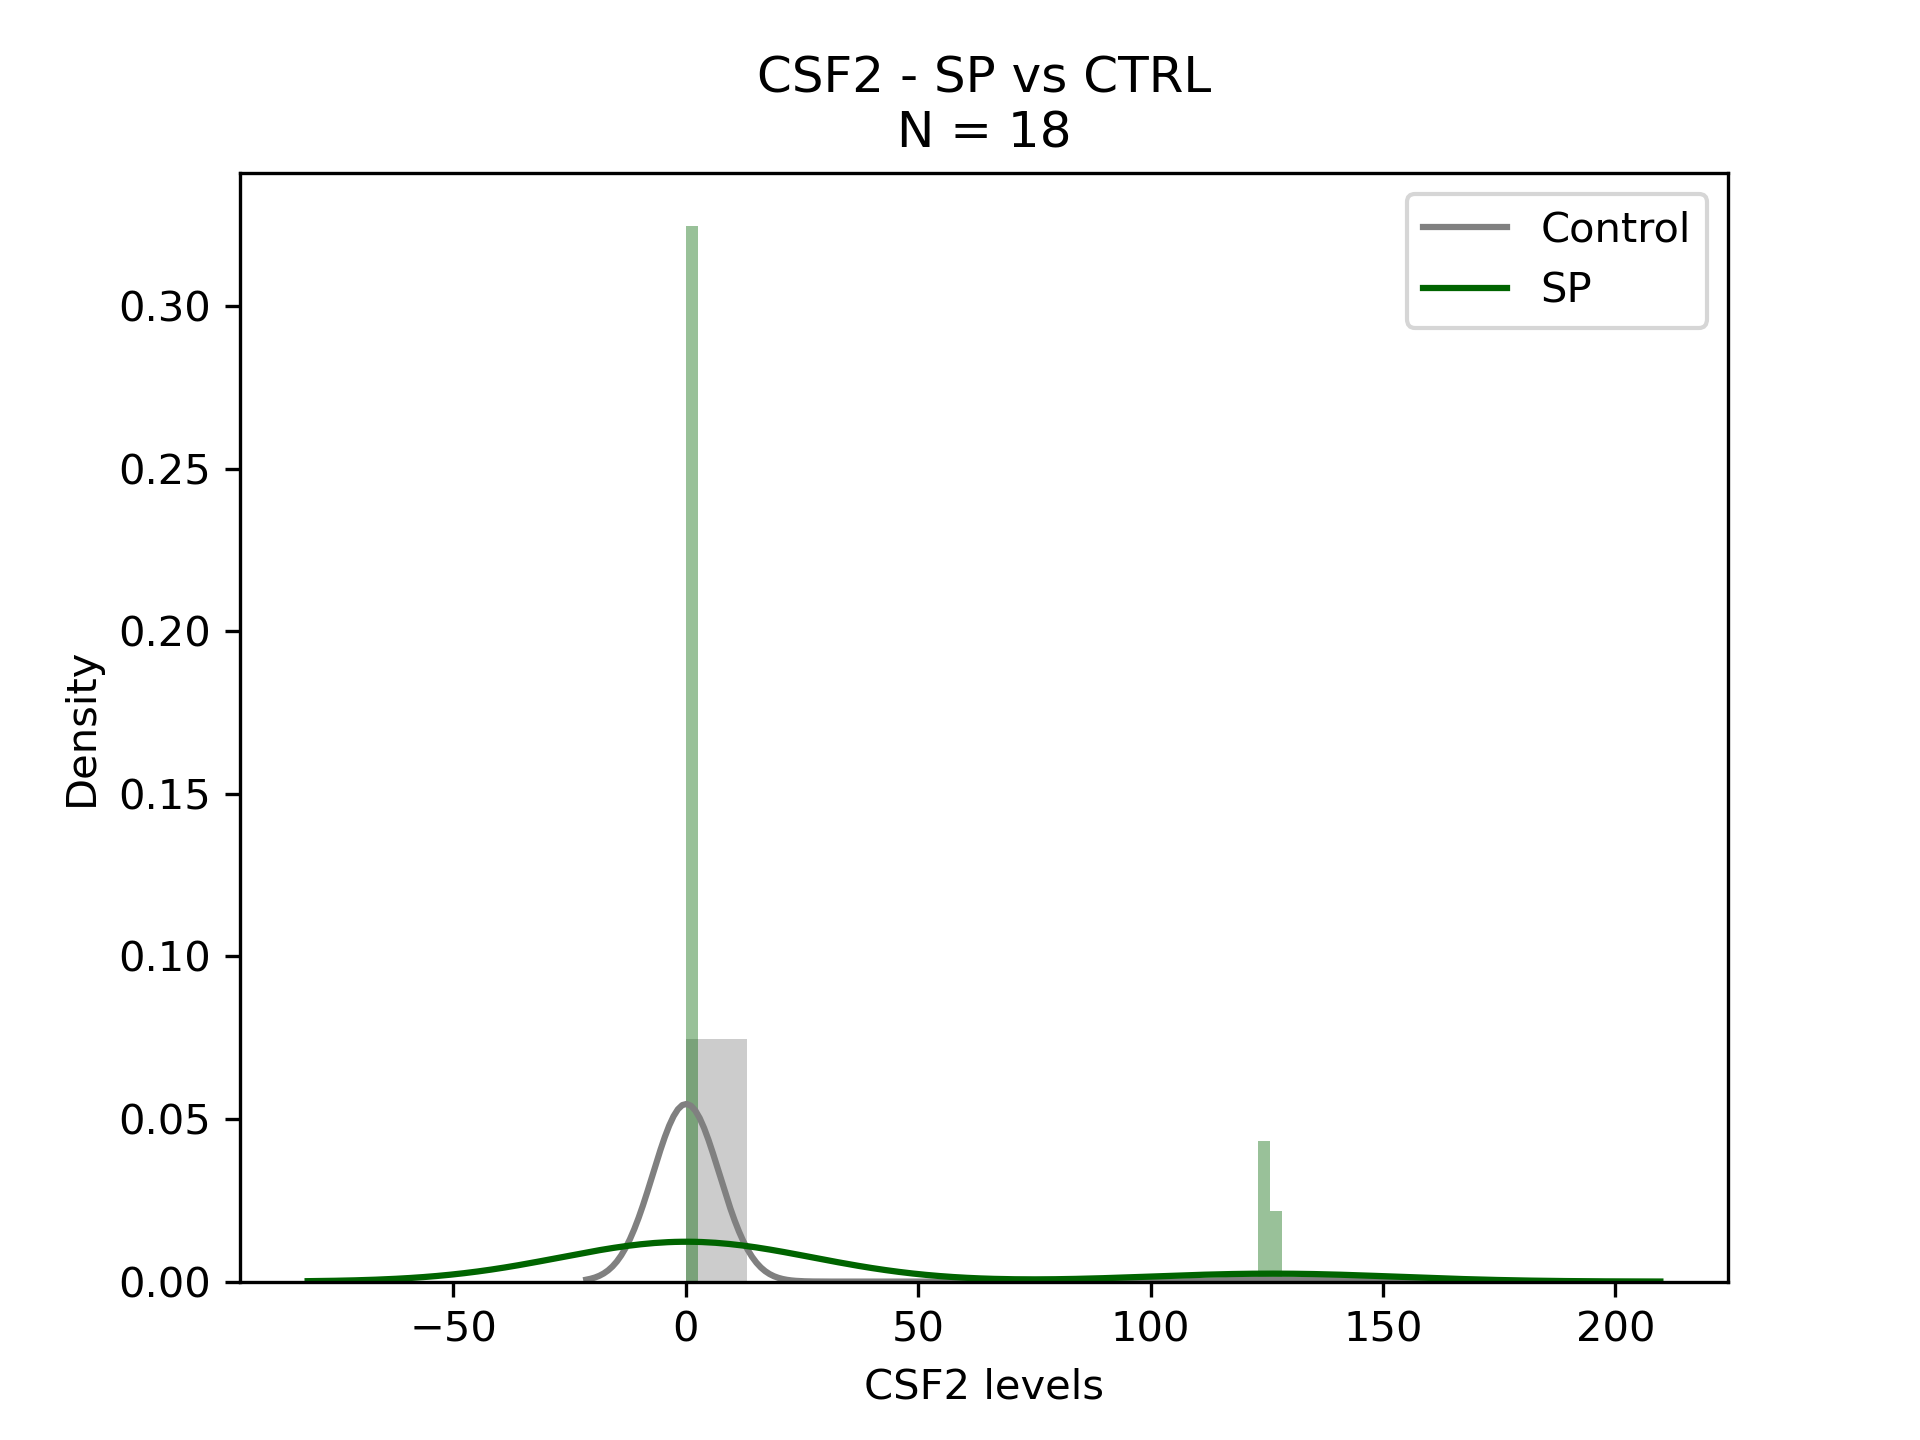 CSF2 - SP vs CTRL
N = 18
Control
SP
Density
0.30
0.25
0.20
0.15
0.10
0.05
0.00
−50 0 50 100 150 200
CSF2 levels